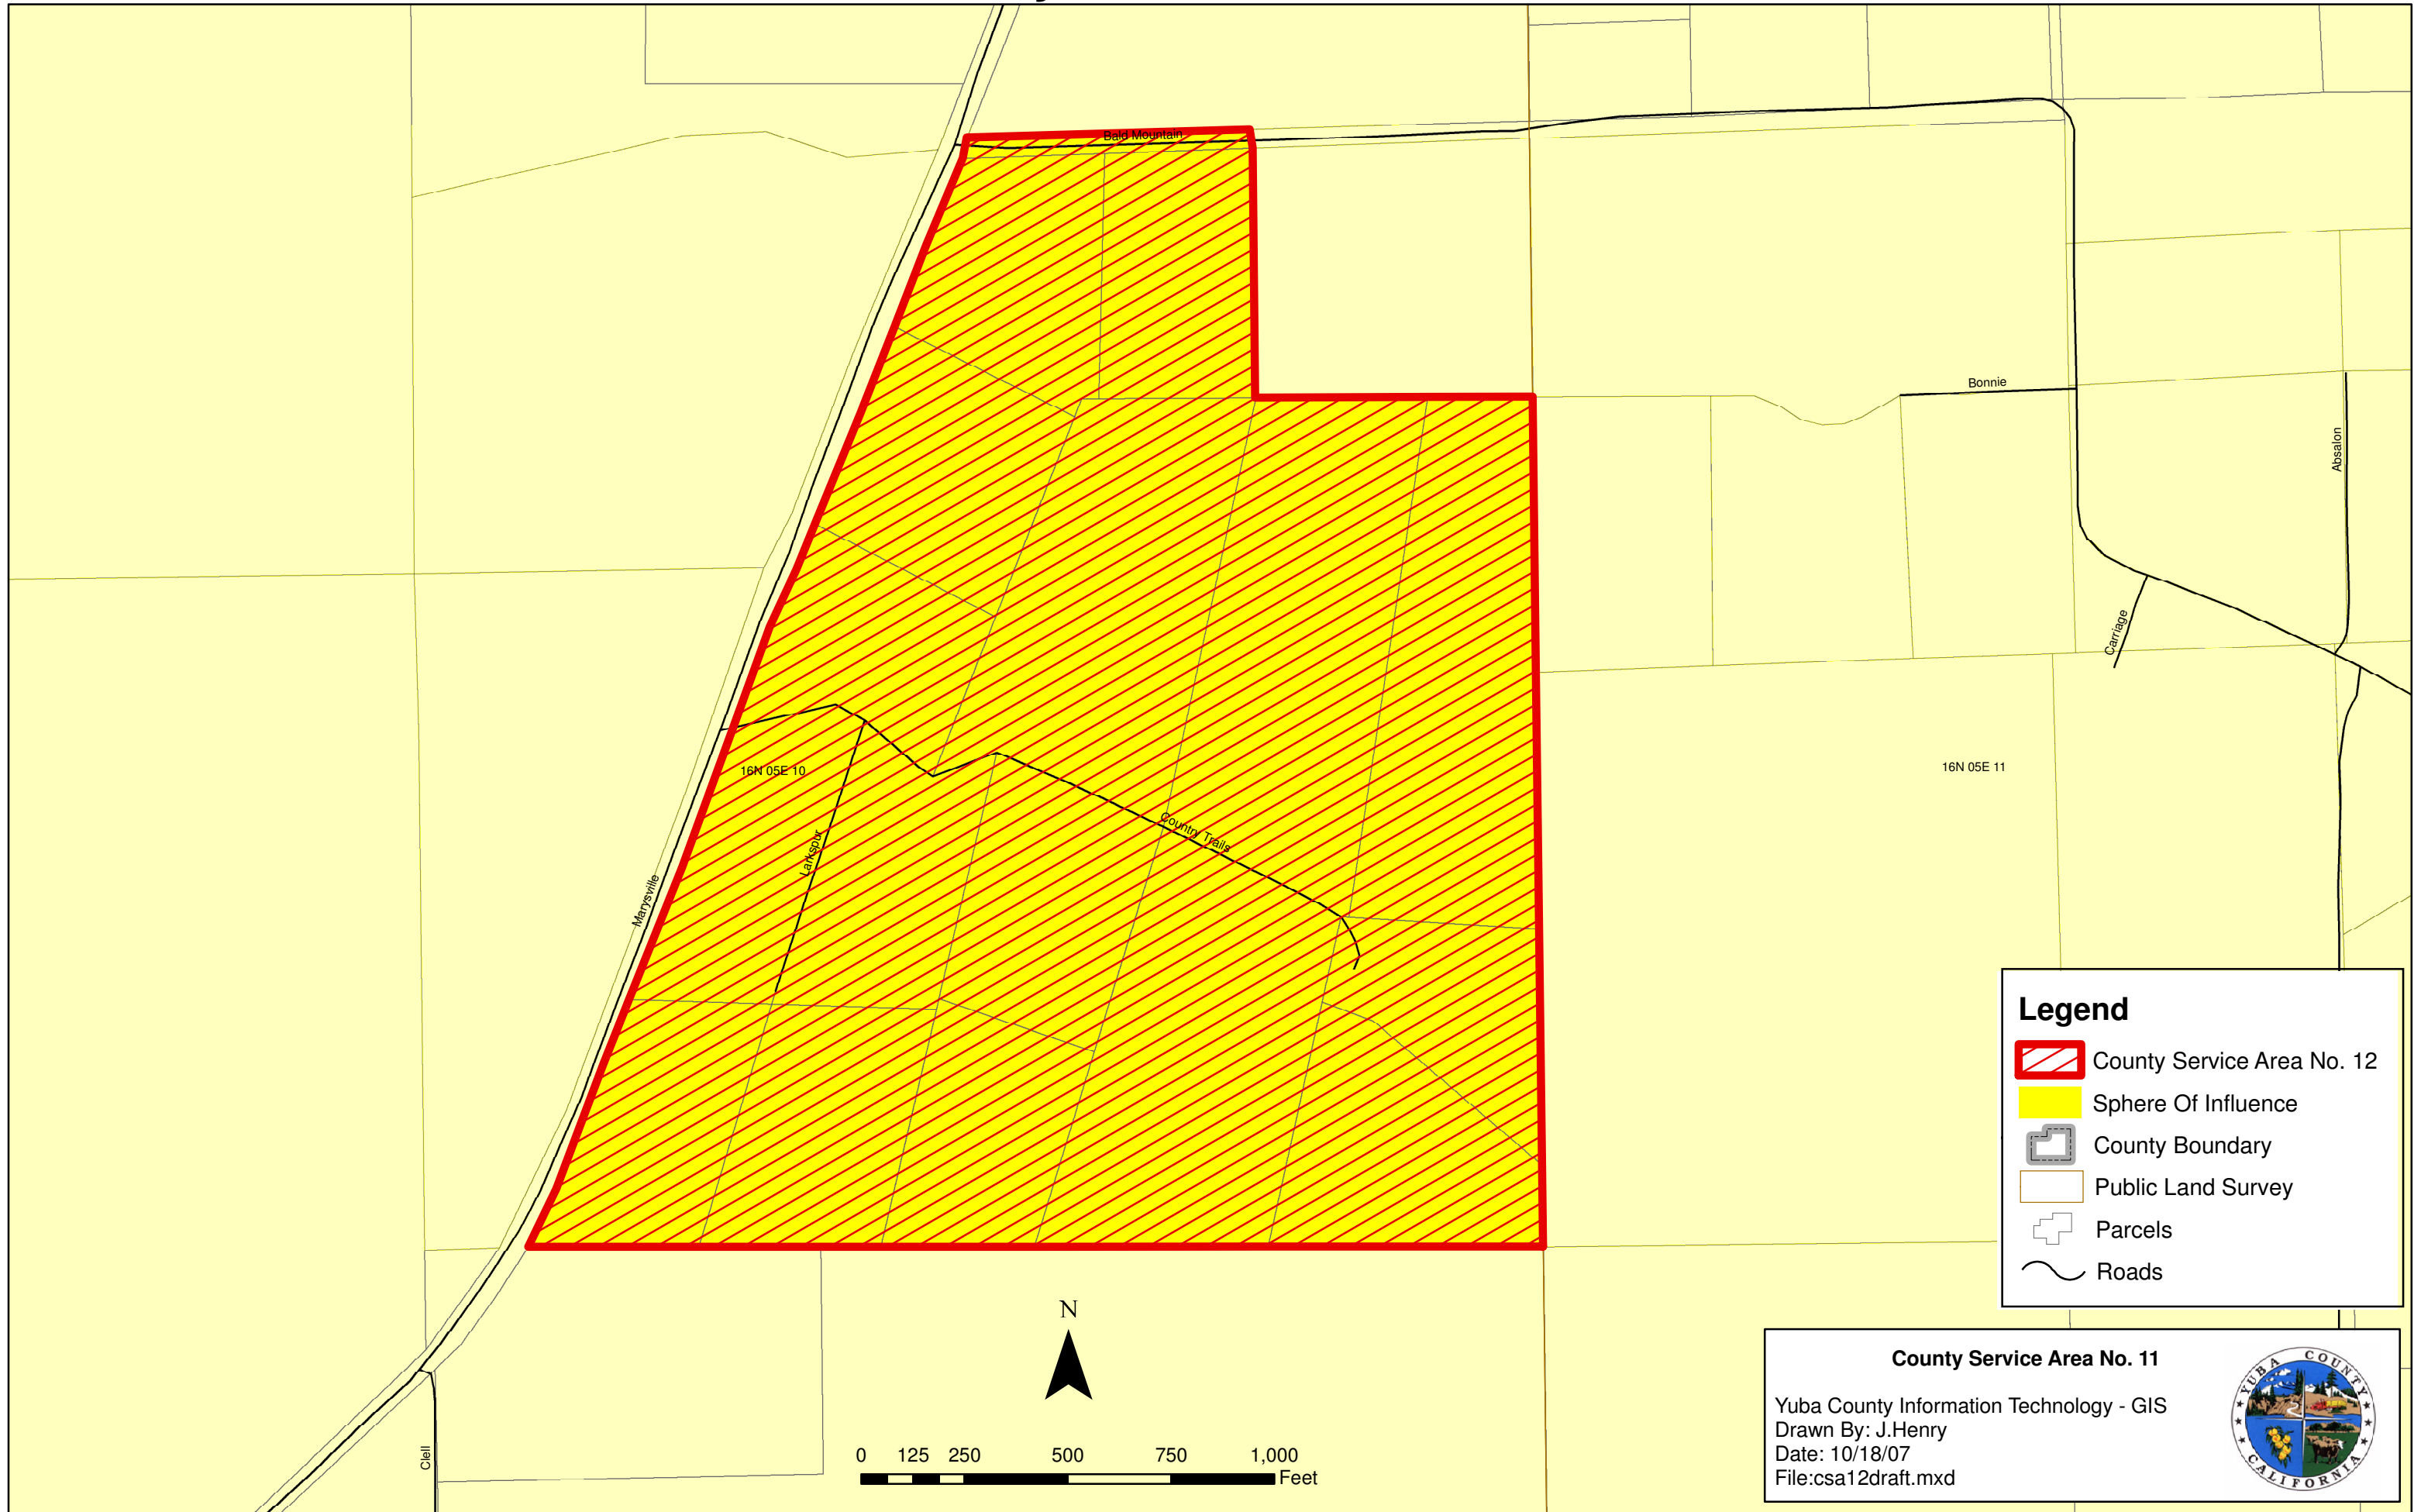 Bald Mountain
Bonnie
Absalon
Carriage
16N 05E 10
16N 05E 11
Larkspur
Country Trails
Marysville
Clell
Legend
County Service Area No. 12
Sphere Of Influence
County Boundary
Public Land Survey
Parcels
Roads
N
0 125 250 500 750 1,000
Feet
County Service Area No. 11
Yuba County Information Technology - GIS
Drawn By: J.Henry
Date: 10/18/07
File:csa12draft.mxd
YUBA COUNTY
CALIFORNIA